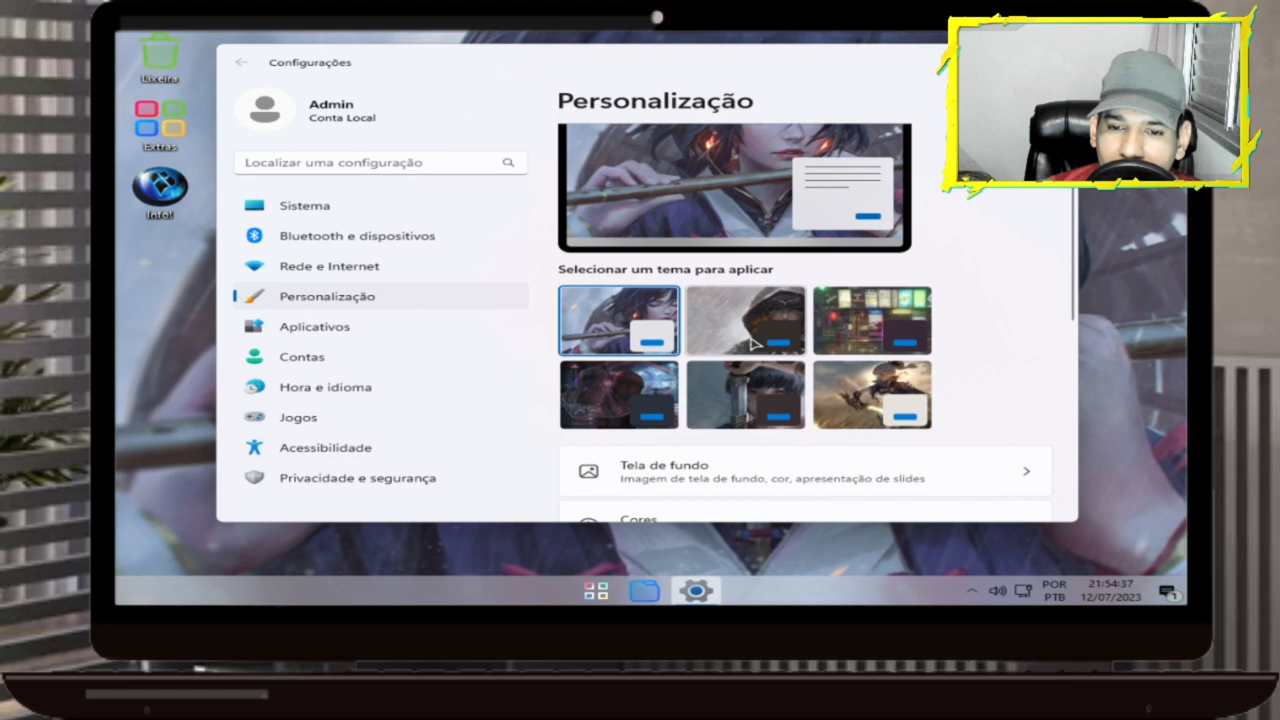 Lixeira
Extras
Info!
Configurações
Admin
Conta Local
Localizar uma configuração
Sistema
Bluetooth e dispositivos
Rede e Internet
Personalização
Aplicativos
Contas
Hora e idioma
Jogos
Acessibilidade
Privacidade e segurança
Personalização
Selecionar um tema para aplicar
Tela de fundo
Imagem de tela de fundo, cor, apresentação de slides
Cores
POR
PTB
21:54:37
12/07/2023
1